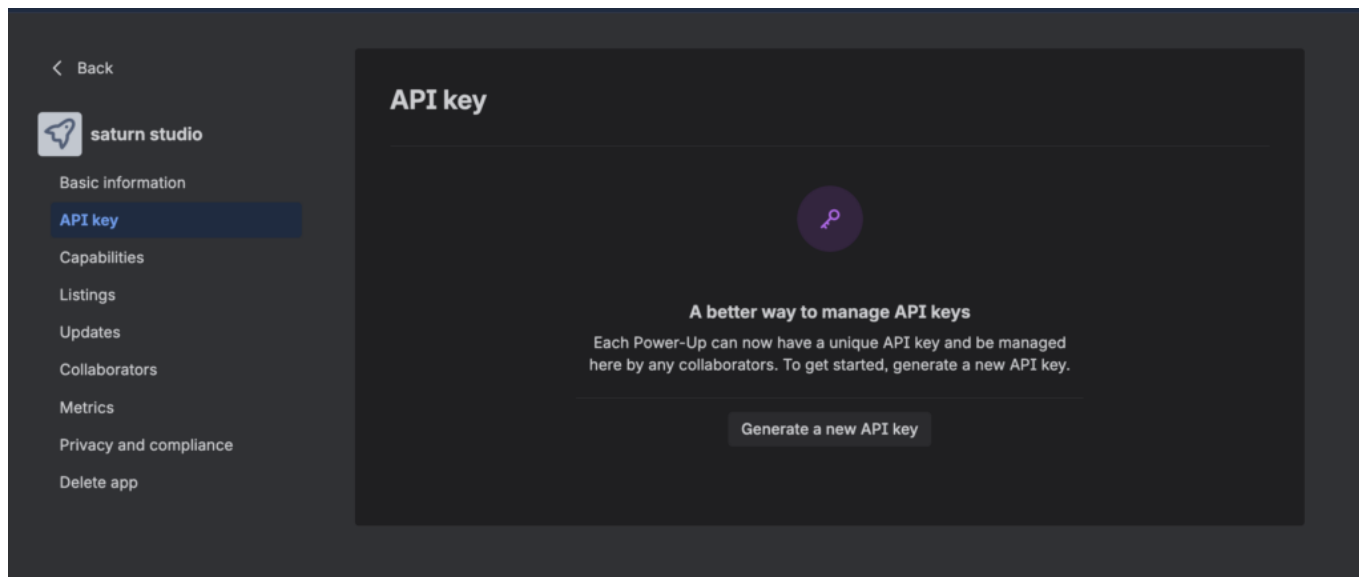 Back
saturn studio
Basic information
API key
Capabilities
Listings
Updates
Collaborators
Metrics
Privacy and compliance
Delete app
API key
A better way to manage API keys
Each Power-Up can now have a unique API key and be managed
here by any collaborators. To get started, generate a new API key.
Generate a new API key